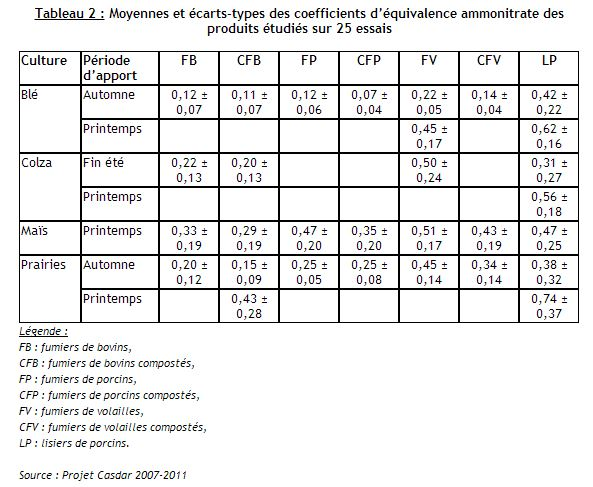 Tableau 2 : Moyennes et écarts-types des coefficients d'équivalence ammonitrate des
produits étudiés sur 25 essais
Culture Période d'apport FB CFB FP CFP FV CFV LP
Blé Automne 0,12 ± 0,07 0,11 ± 0,07 0,12 ± 0,06 0,07 ± 0,04 0,22 ± 0,05 0,14 ± 0,04 0,42 ± 0,22
Printemps 0,45 ± 0,17 0,62 ± 0,16
Colza Fin été 0,22 ± 0,13 0,20 ± 0,13 0,50 ± 0,24 0,31 ± 0,27
Printemps 0,56 ± 0,18
Maïs Printemps 0,33 ± 0,19 0,29 ± 0,19 0,47 ± 0,20 0,35 ± 0,20 0,51 ± 0,17 0,43 ± 0,19 0,47 ± 0,25
Prairies Automne 0,20 ± 0,12 0,15 ± 0,09 0,25 ± 0,05 0,25 ± 0,08 0,45 ± 0,14 0,34 ± 0,14 0,38 ± 0,32
Printemps 0,43 ± 0,28 0,74 ± 0,37
Légende :
FB : fumiers de bovins,
CFB : fumiers de bovins compostés,
FP : fumiers de porcins,
CFP : fumiers de porcins compostés,
FV : fumiers de volailles,
CFV : fumiers de volailles compostés,
LP : lisiers de porcins.
Source : Projet Casdar 2007-2011